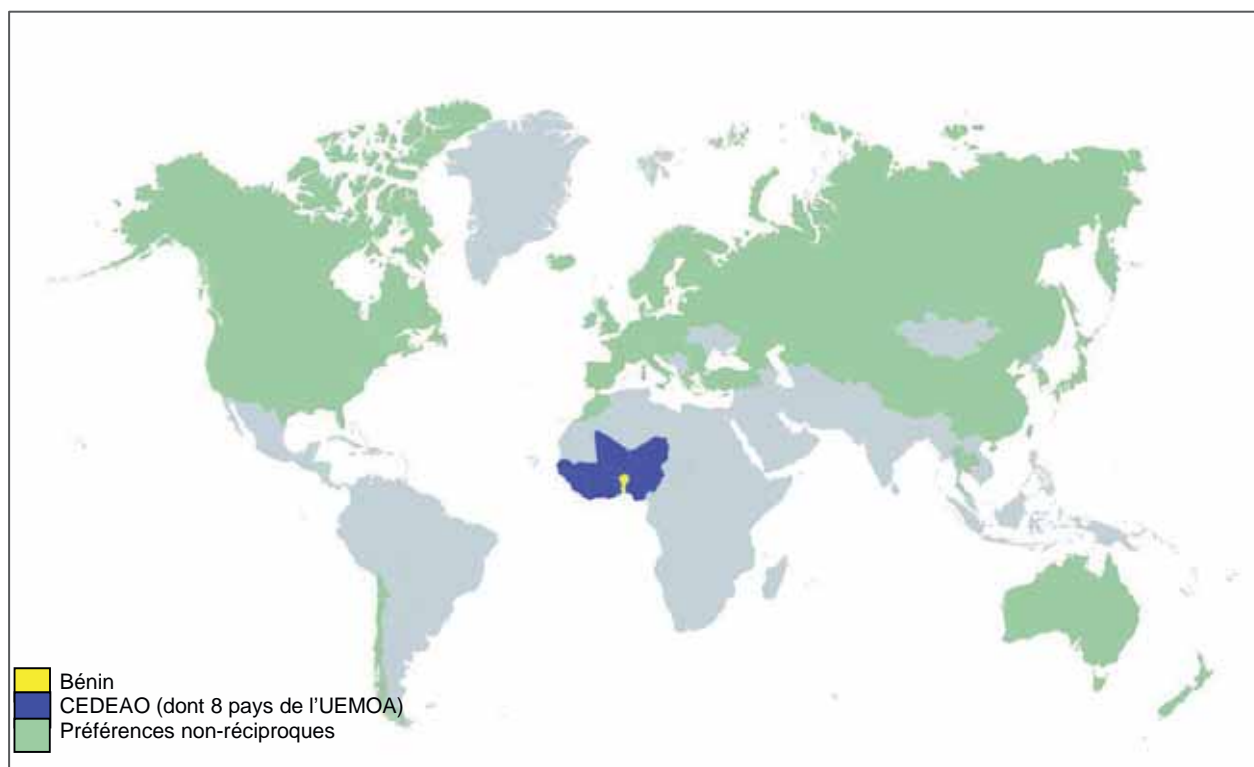 Bénin
CEDEAO (dont 8 pays de l’UEMOA)
Préférences non-réciproques